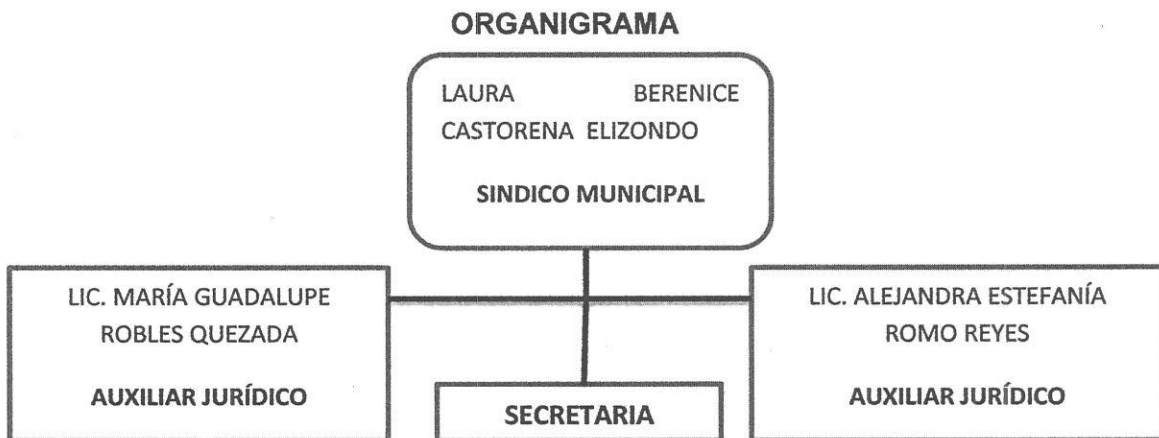 ORGANIGRAMA
LAURA BERENICE
CASTORENA ELIZONDO
SINDICO MUNICIPAL
LIC. MARÍA GUADALUPE
ROBLES QUEZADA
AUXILIAR JURÍDICO
SECRETARIA
LIC. ALEJANDRA ESTEFANÍA
ROMO REYES
AUXILIAR JURÍDICO